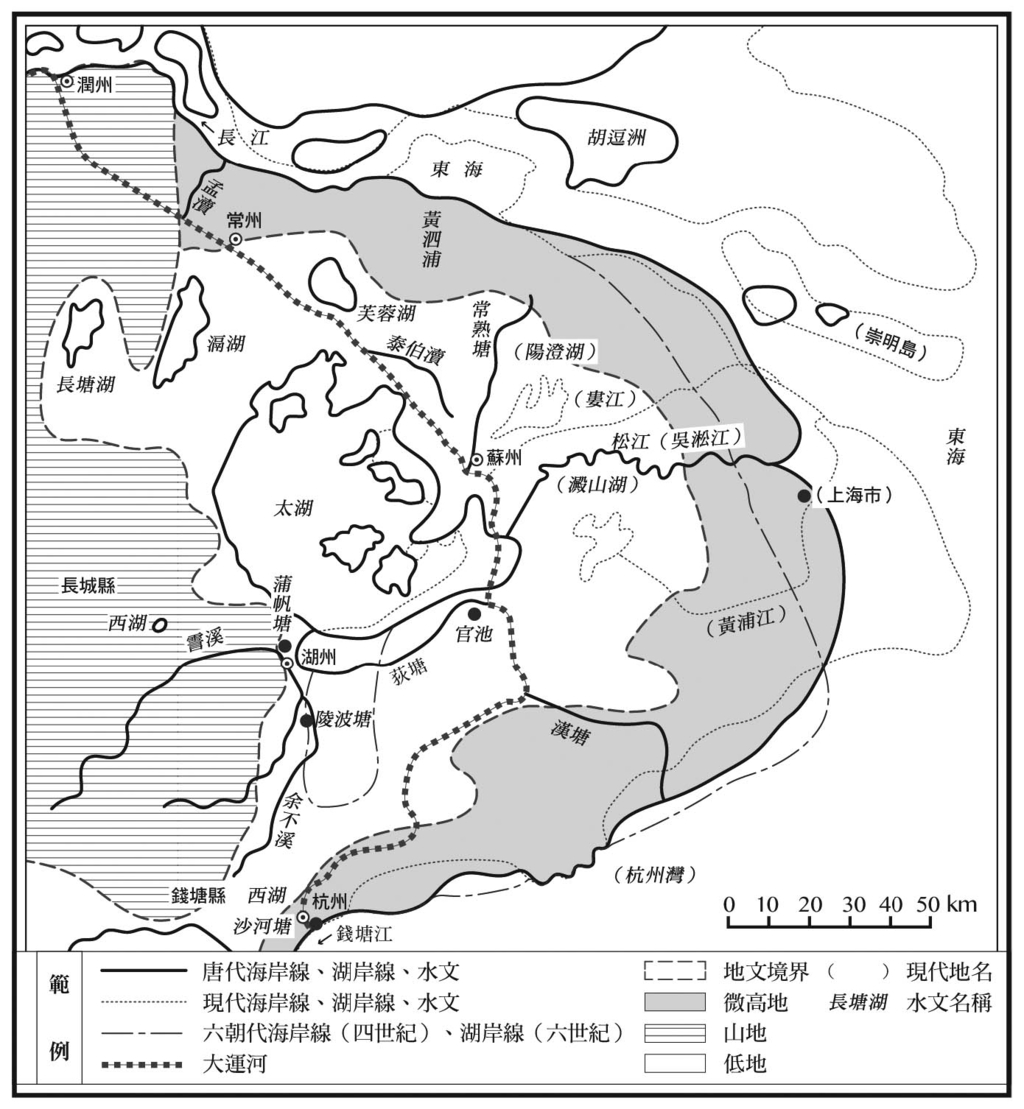 潤州
長江
胡逗洲
東海
孟瀆
常州
黃泗浦
芙蓉湖
常熟塘
滆湖
泰伯瀆
(陽澄湖)
(崇明島)
長塘湖
(婁江)
松江(吳淞江)
東海
蘇州
(澱山湖)
(上海市)
太湖
長城縣
蒲帆塘
西湖
霅溪
官池
(黃浦江)
湖州
荻塘
陵波塘
漢塘
余不溪
(杭州灣)
錢塘縣
西湖
杭州
沙河塘
錢塘江
0 10 20 30 40 50 km
範例
唐代海岸線、湖岸線、水文
現代海岸線、湖岸線、水文
六朝代海岸線(四世紀)、湖岸線(六世紀)
大運河
地文境界
( )現代地名
微高地
長塘湖 水文名稱
山地
低地